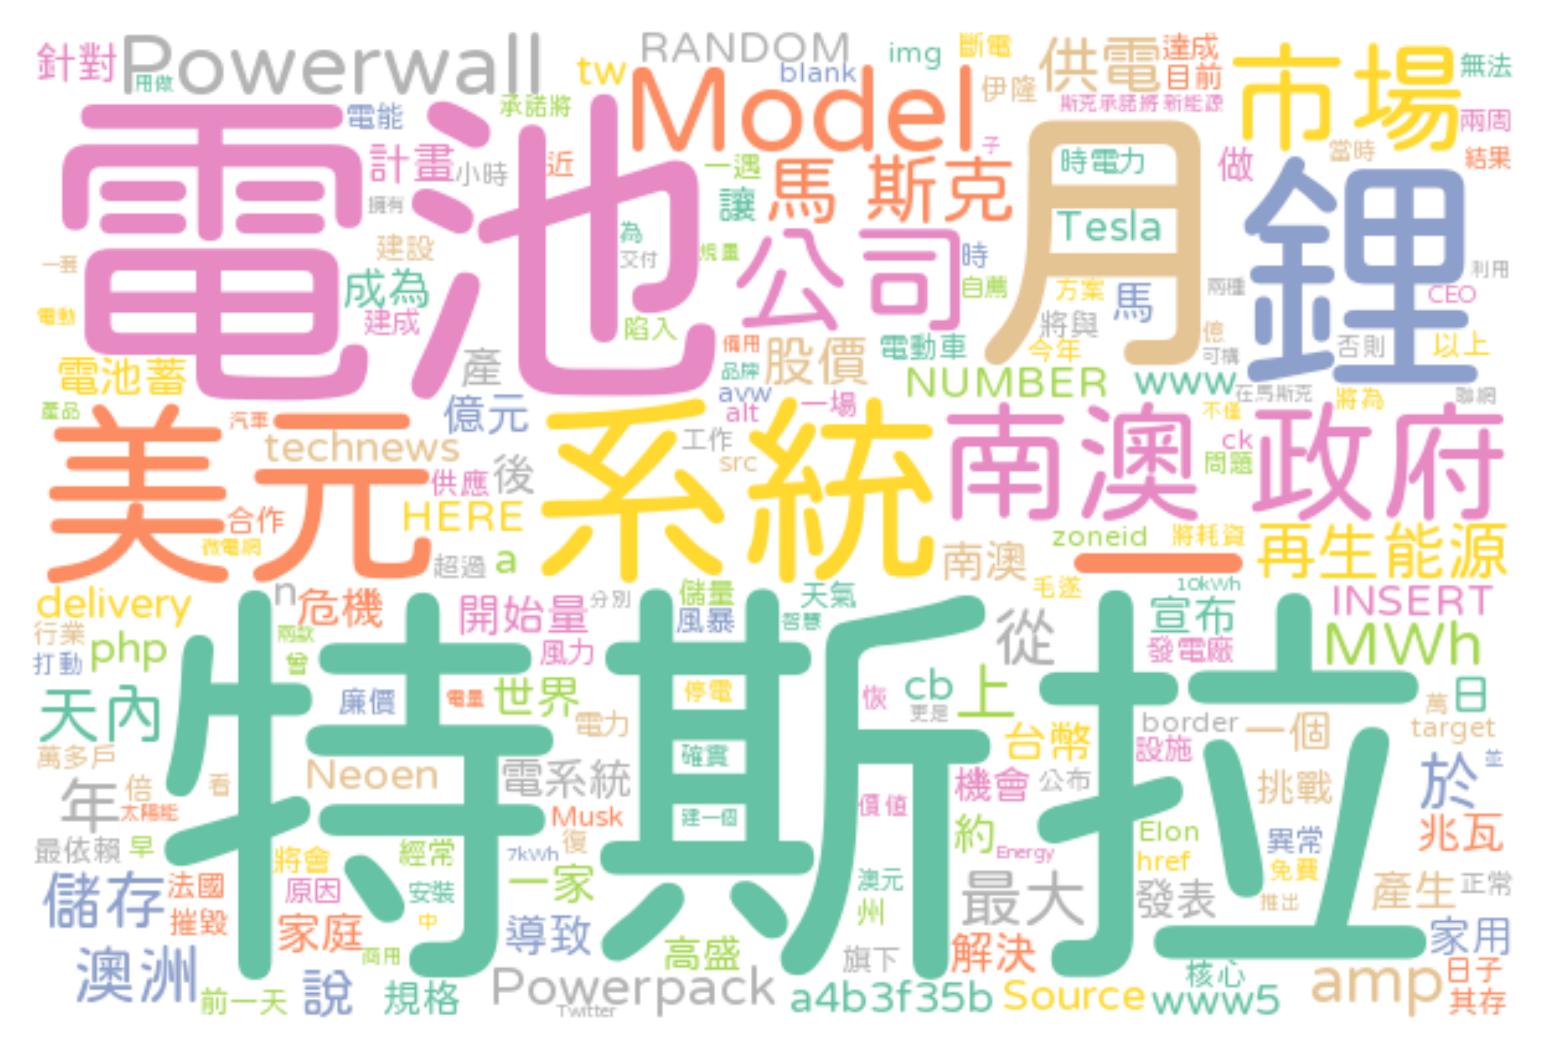 針對
Powerwall
用做
RANDOM
tw
blank
img
斷電
供電
達成
目前
市場
無法
電池
電能
承諾將
Model
伊隆
斯克承諾將
新能源
兩周
計畫
小時
近
一遇
馬
斯克
子
月
時電力
做
當時
結果
鋰
擁有
讓
Tesla
建設
為
交付
規畫
公司
時
一套
成為
自薦
方案
馬
兩種
利用
CEO
電動
建成
陷入
將與
億
可構
否則
以上
電池蓄
產
備用
品牌
股價
電動車
今年
NUMBER
www
在馬斯克
將為
聯網
產品
汽車
億元
avw
alt
一場
不僅
美元
technews
系統
工作
src
南澳
政府
ck
問題
供應
後
合作
HERE
微電網
超過
a
南澳
zoneid
將耗資
一
再生能源
delivery
n
危機
開始量
分別
儲量
天氣
毛遂
10kWh
INSERT
行業
打動
php
兩款
曾
風力
風暴
智慧
從
宣布
發電廠
MWh
特斯拉
天內
廉價
電量
世界
停電
恢
cb
更是
上
萬
日
萬多戶
電力
確實
台幣
border
設施
一個
target
年
倍
太陽能
看
Neoen
電系統
機會
公布
挑戰
於
並
Musk
建一個
價值
最依賴
早
將會
經常
7kWh
復
約
Energy
Elon
href
異常
免費
兆瓦
儲存
法國
摧毀
原因
安裝
一家
澳元
州
最大
發表
推出
產生
正常
家庭
中
商用
導致
高盛
旗下
解決
家用
澳洲
前一天
說
規格
Powerpack
Twitter
a4b3f35b
Source
核心
www5
amp
日子
其存